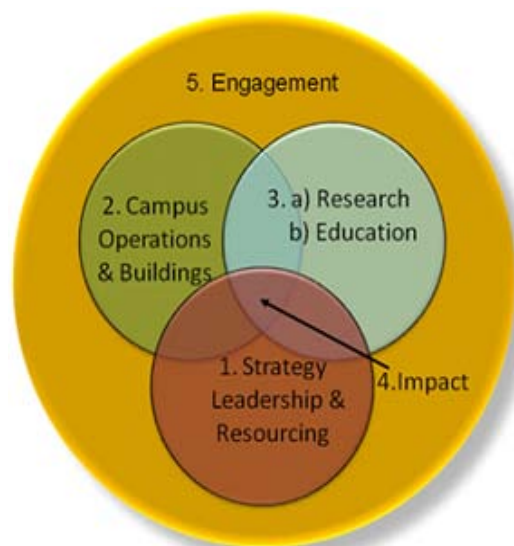 5. Engagement
2. Campus
Operations
& Buildings
3. a) Research
b) Education
1. Strategy
Leadership &
Resourcing
4.Impact